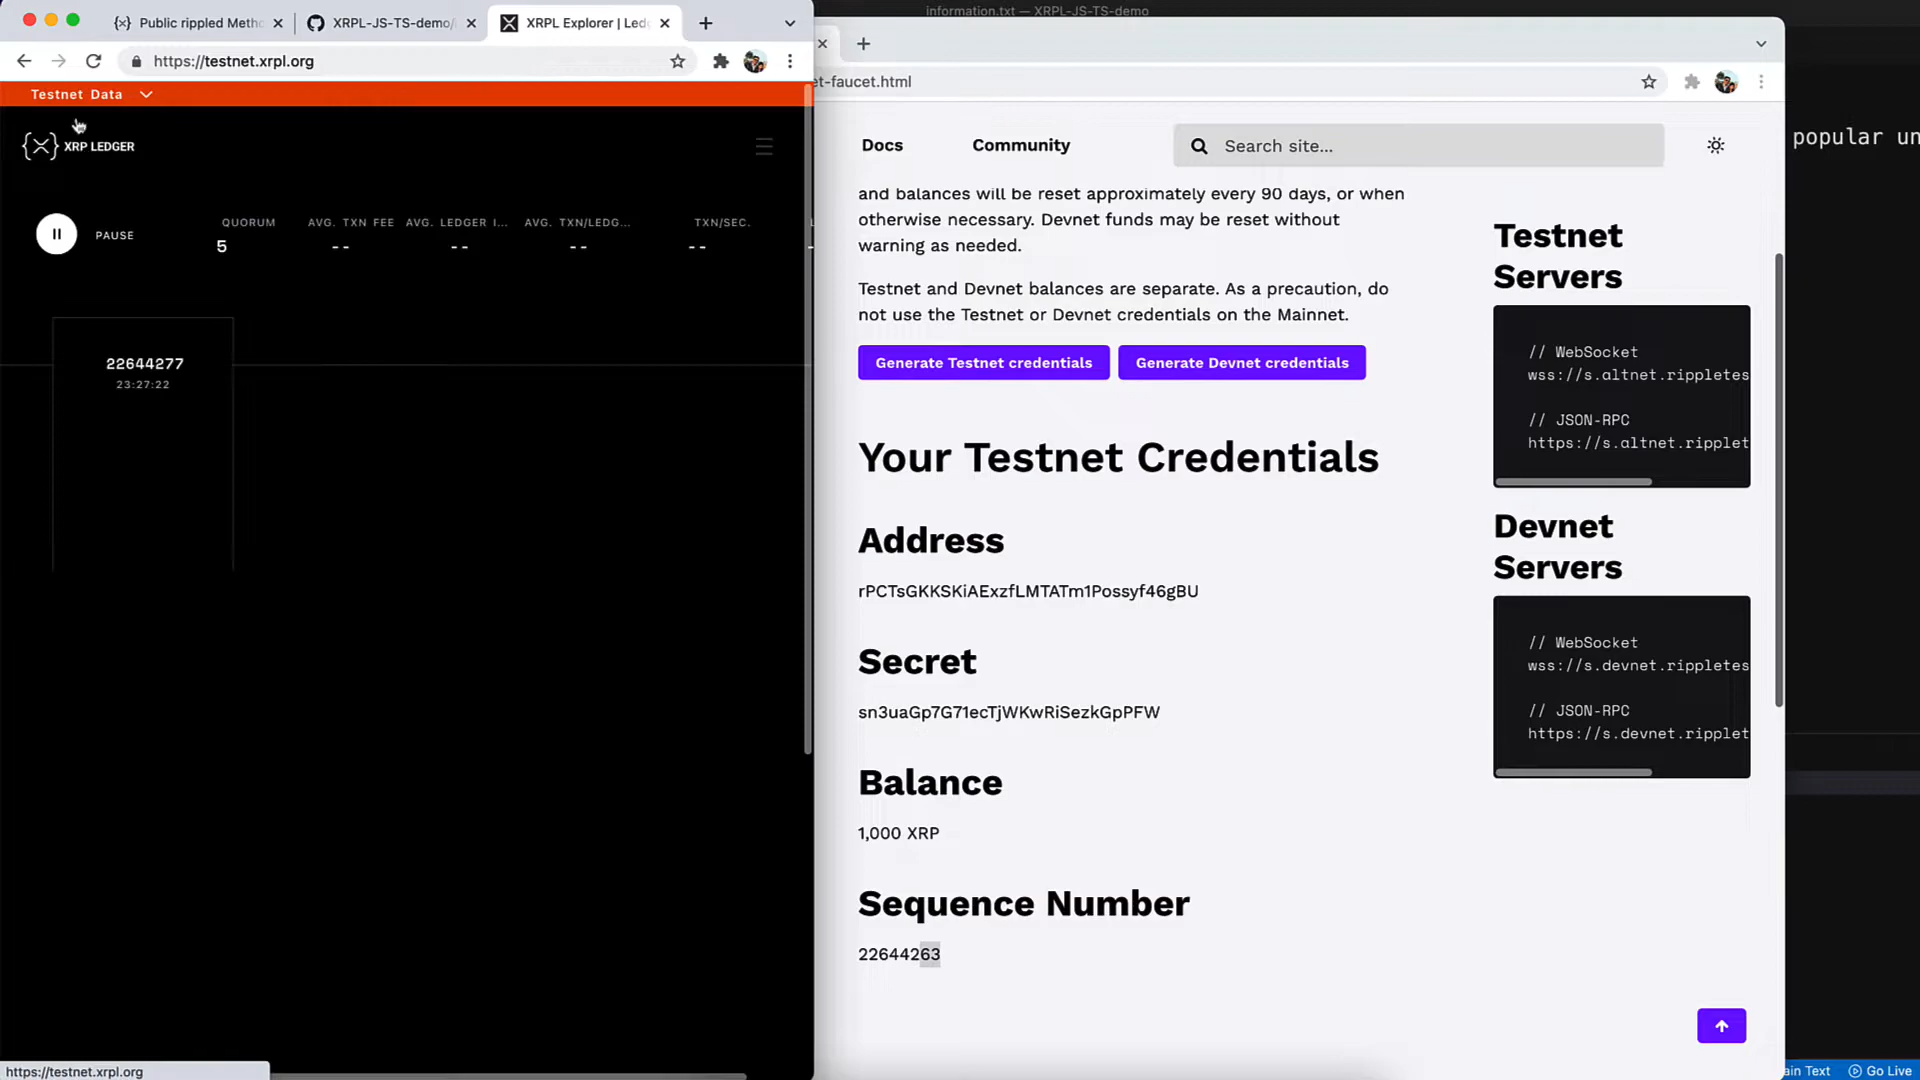 information.txt — XRPL-JS-TS-demo
Public rippled Metho
XRPL-JS-TS-demo/
XRPL Explorer | Led
https://testnet.xrpl.org
et-faucet.html
Testnet Data
XRP LEDGER
Docs
Community
Search site...
popular un
PAUSE
QUORUM
5
AVG. TXN FEE
--
AVG. LEDGER I...
--
AVG. TXN/LEDG...
--
TXN/SEC.
--
22644277
23:27:22
and balances will be reset approximately every 90 days, or when
otherwise necessary. Devnet funds may be reset without
warning as needed.
Testnet and Devnet balances are separate. As a precaution, do
not use the Testnet or Devnet credentials on the Mainnet.
Generate Testnet credentials
Generate Devnet credentials
Your Testnet Credentials
Address
rPCTsGKKSKiAExzfLMTATm1Possyf46gBU
Secret
sn3uaGp7G71ecTjWKwRiSezkGpPFW
Balance
1,000 XRP
Sequence Number
22644263
Testnet
Servers
// WebSocket
wss://s.altnet.rippletes
// JSON-RPC
https://s.altnet.ripplet
Devnet
Servers
// WebSocket
wss://s.devnet.rippletes
// JSON-RPC
https://s.devnet.ripplet
https://testnet.xrpl.org
ain Text
Go Live